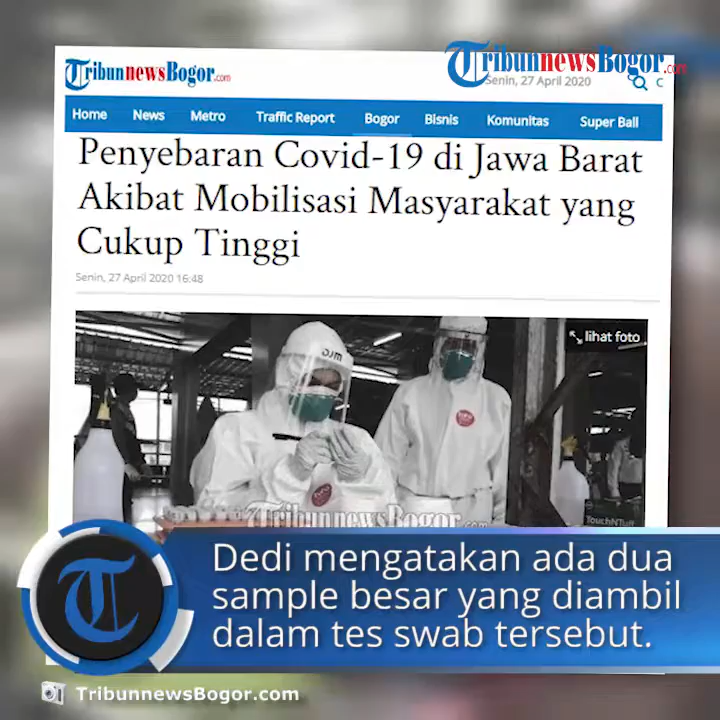 TribunnewsBogor.com
TribunnewsBogor.com
Senin, 27 April 2020
Home News Metro Traffic Report Bogor Bisnis Komunitas Super Ball
Penyebaran Covid-19 di Jawa Barat
Akibat Mobilisasi Masyarakat yang
Cukup Tinggi
Senin, 27 April 2020 16:48
lihat foto
DJM
TribunnewsBogor.com
TouchNTuff
Dedi mengatakan ada dua
sample besar yang diambil
dalam tes swab tersebut.
T
TribunnewsBogor.com